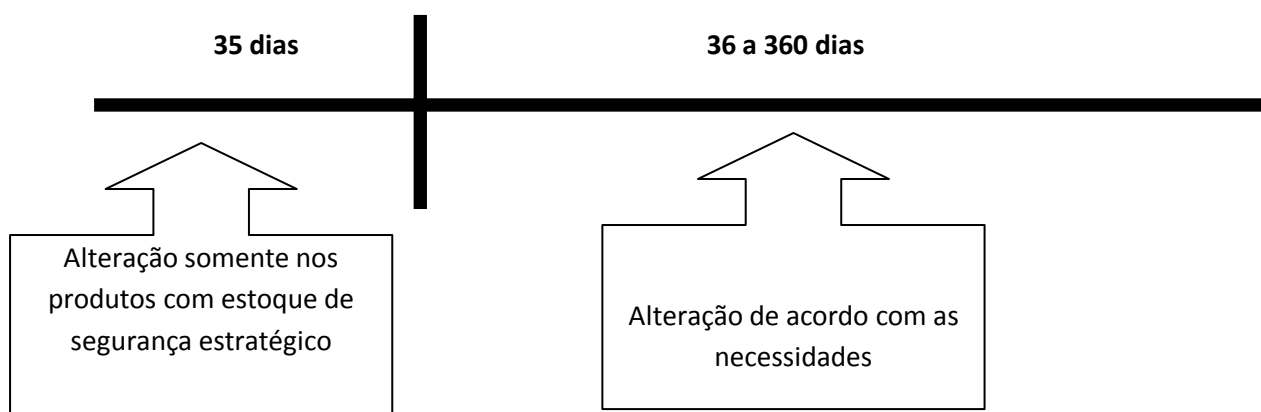 35 dias
36 a 360 dias
Alteração somente nos
produtos com estoque de
segurança estratégico
Alteração de acordo com as
necessidades